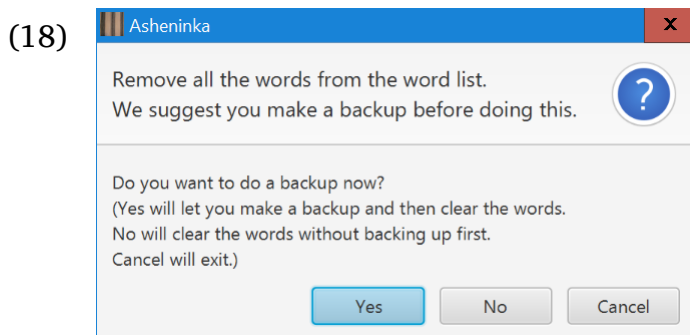 (18)
Asheninka
X
Remove all the words from the word list.
We suggest you make a backup before doing this.
?
Do you want to do a backup now?
(Yes will let you make a backup and then clear the words.
No will clear the words without backing up first.
Cancel will exit.)
Yes No Cancel